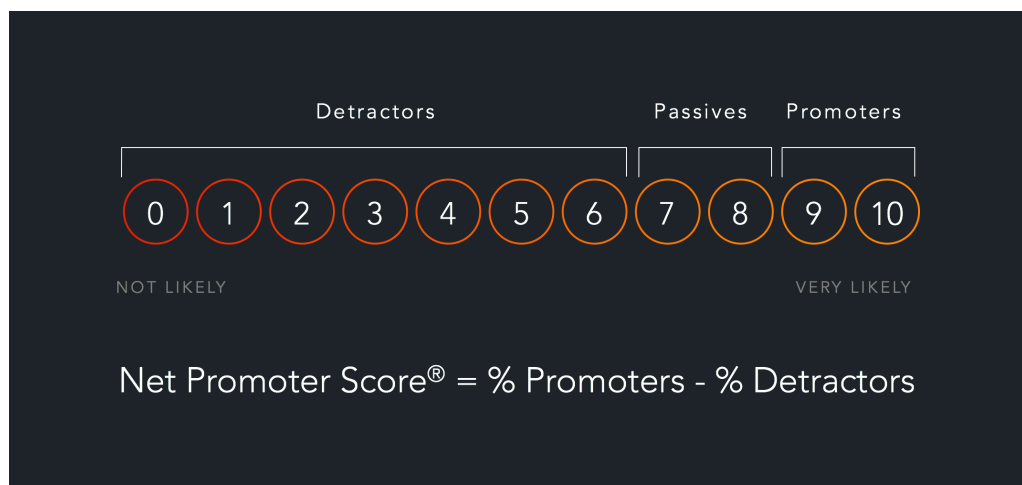 Detractors Passives Promoters
0 1 2 3 4 5 6 7 8 9 10
NOT LIKELY VERY LIKELY
Net Promoter Score® = % Promoters - % Detractors